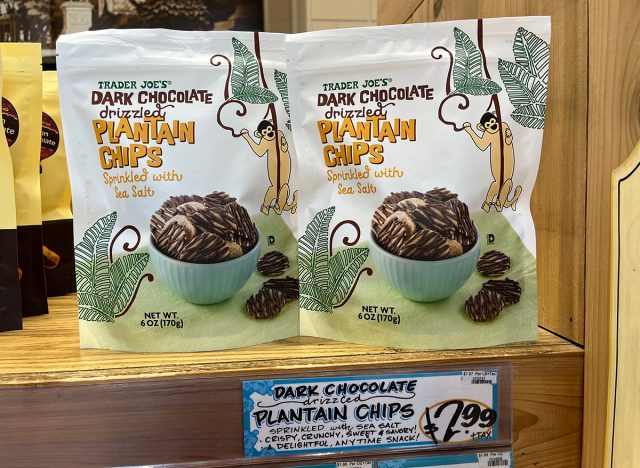 TRADER JOE'S®
DARK CHOCOLATE
drizzled
PLANTAIN
CHIPS
Sprinkled with
Sea Salt
NET WT.
6 OZ (170g)
TRADER JOE'S®
DARK CHOCOLATE
drizzled
PLANTAIN
CHIPS
Sprinkled with
Sea Salt
NET WT.
6 OZ (170g)
DARK CHOCOLATE
drizzled
PLANTAIN CHIPS
SPRINKLED with SEA SALT
CRISPY, CRUNCHY, SWEET & SAVORY!
A DELIGHTFUL, ANY TIME SNACK!
$2.99
+TAX